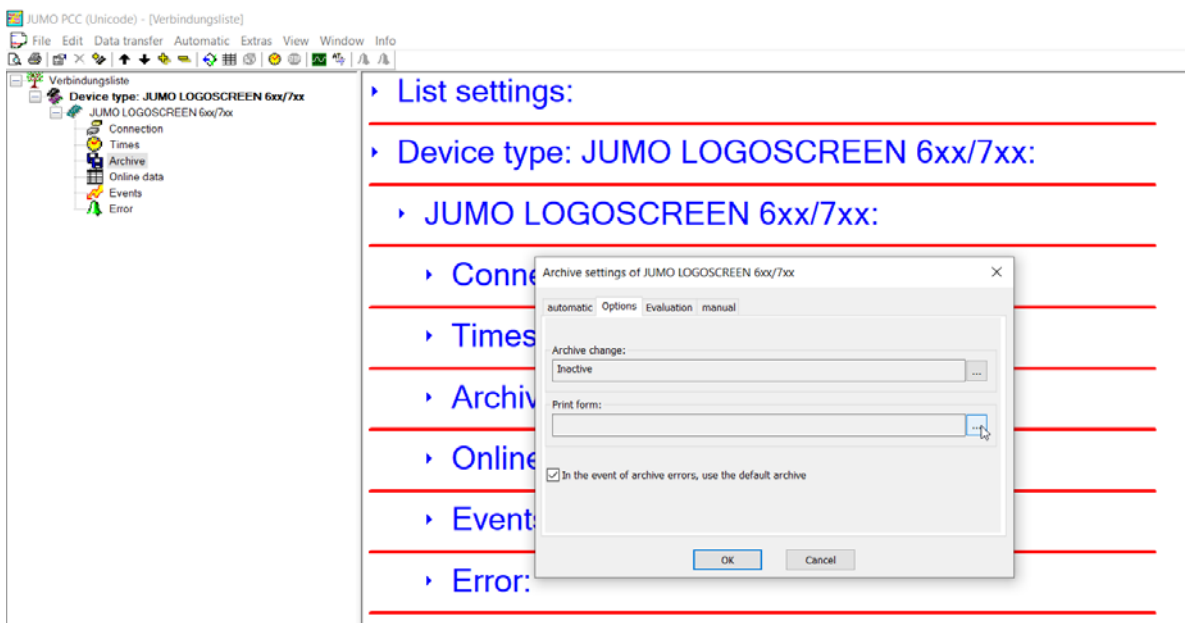 JUMO PCC (Unicode) - [Verbindungsliste]
File Edit Data transfer Automatic Extras View Window Info
Verbindungsliste
Device type: JUMO LOGOSCREEN 6xx/7xx
JUMO LOGOSCREEN 6xx/7xx
Connection
Times
Archive
Online data
Events
Error
List settings:
Device type: JUMO LOGOSCREEN 6xx/7xx:
JUMO LOGOSCREEN 6xx/7xx:
Conne
Times
Archiv
Online
Events
Error:
Archive settings of JUMO LOGOSCREEN 6xx/7xx
automatic Options Evaluation manual
Archive change:
Inactive
...
Print form:
...
In the event of archive errors, use the default archive
OK Cancel